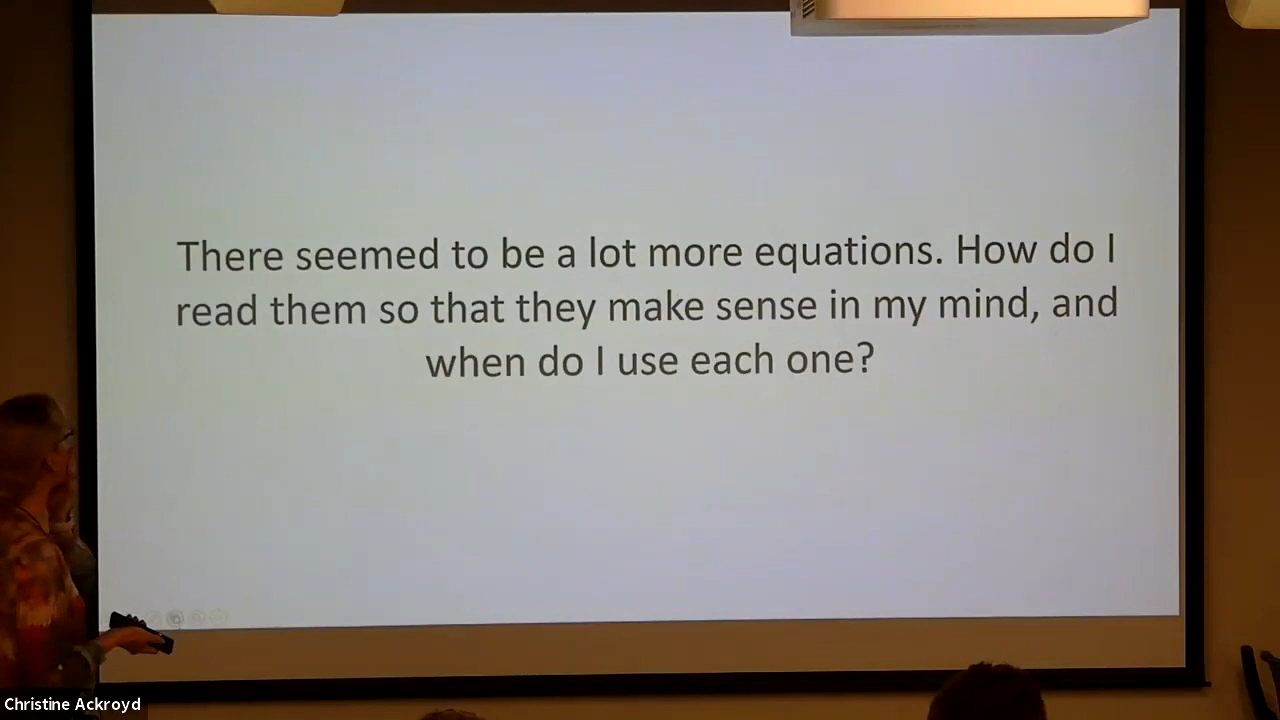 There seemed to be a lot more equations. How do I
read them so that they make sense in my mind, and
when do I use each one?
Christine Ackroyd